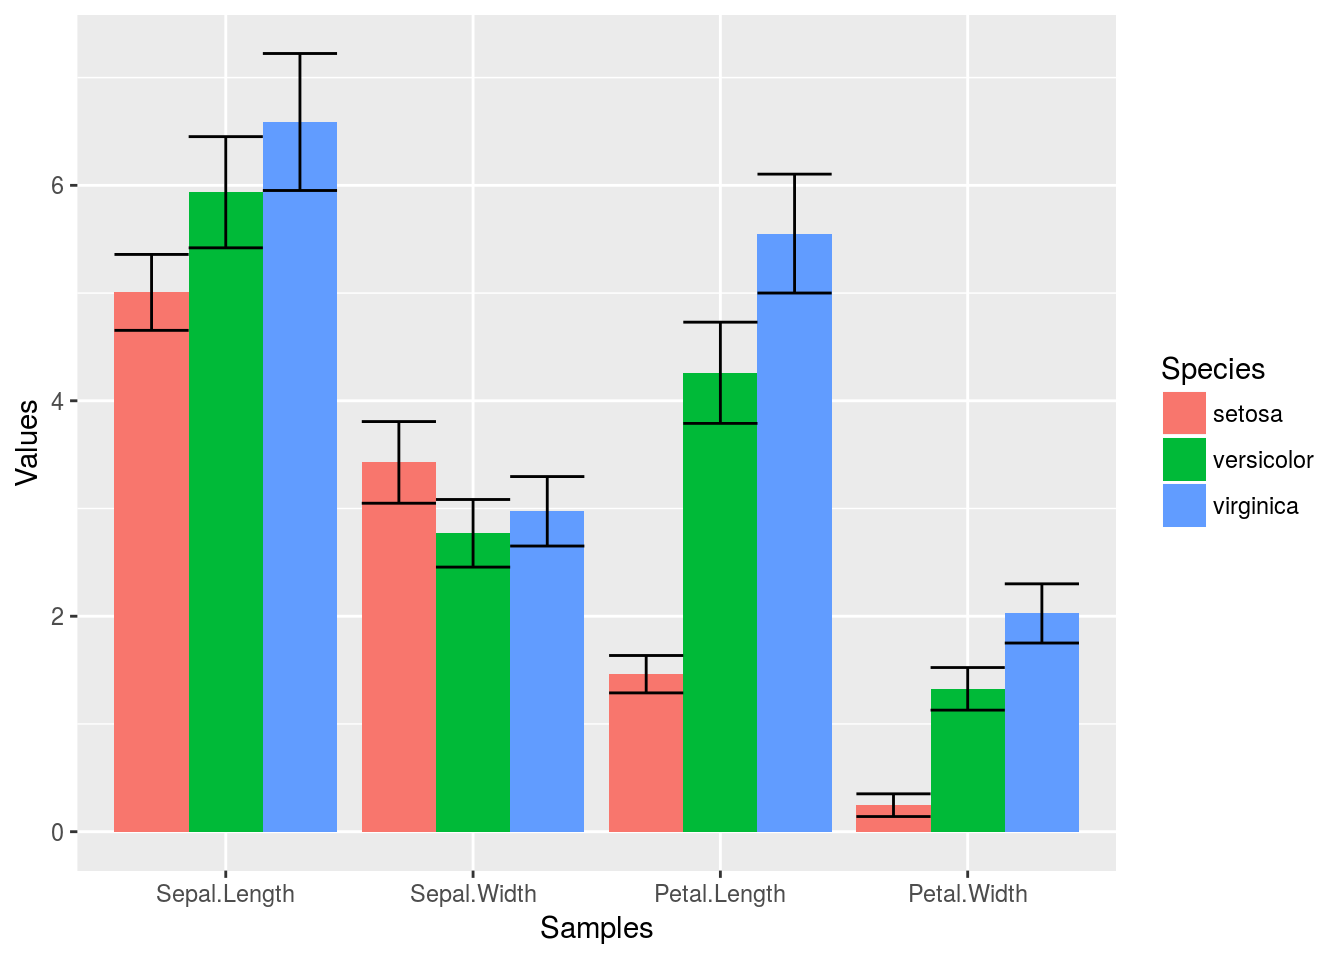 Values
6
4
2
0
Sepal.Length
Sepal.Width
Petal.Length
Petal.Width
Samples
Species
setosa
versicolor
virginica